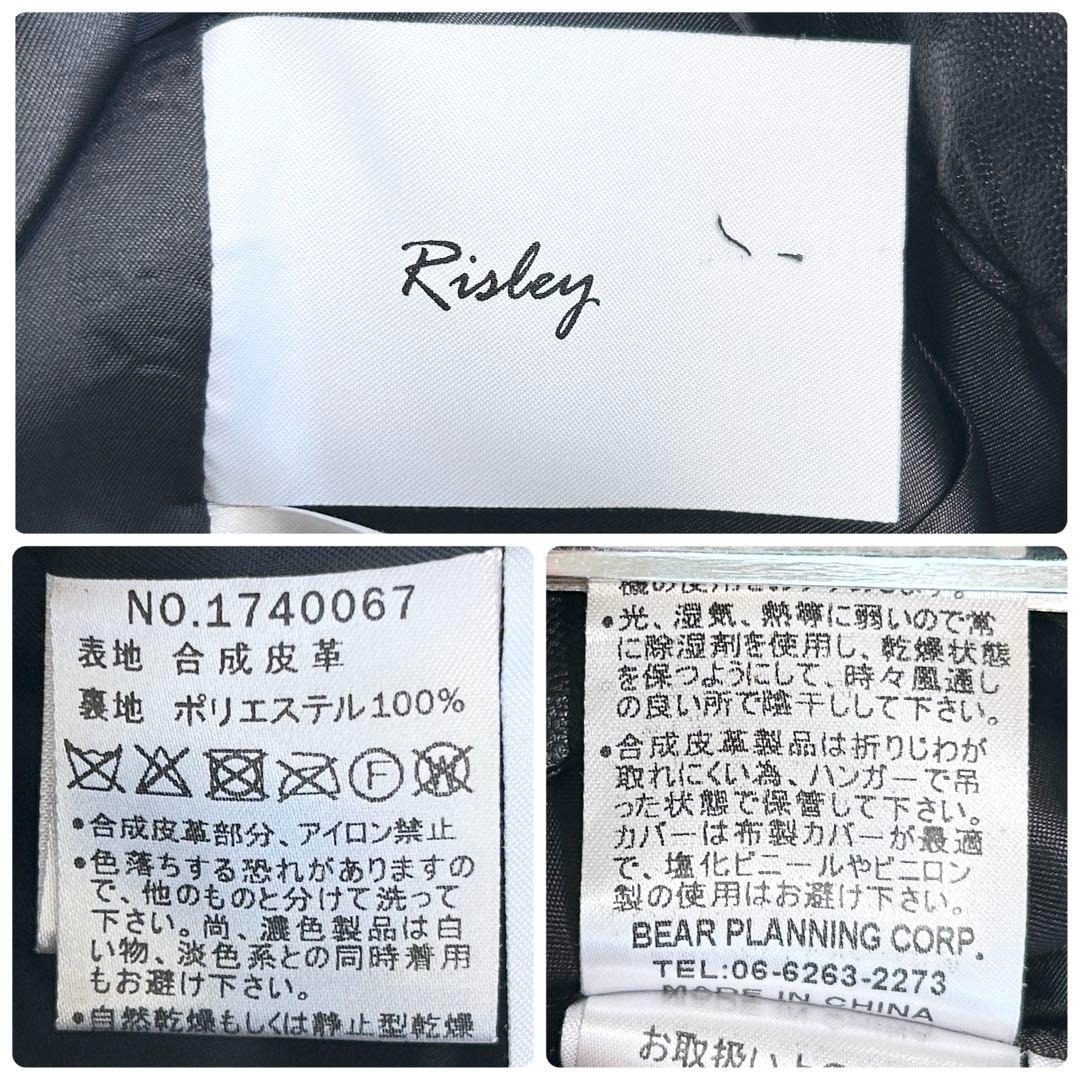 Risley
NO.1740067
表地 合成皮革
裏地 ポリエステル100%
F
W
•合成皮革部分、アイロン禁止
•色落ちする恐れがありますの
で、他のものと分けて洗って
下さい。尚、濃色製品は白
い物、淡色系との同時着用
もお避け下さい。
•自然乾燥もしくは静止型乾燥
機の使用をお
•光、湿気、熱等に弱いので常
に除湿剤を使用し、乾燥状態
を保つようにして、時々風通し
の良い所で陰干しして下さい。
•合成皮革製品は折りじわが
取れにくい為、ハンガーで吊
った状態で保管して下さい。
カバーは布製カバーが最適
で、塩化ビニールやビニロン
製の使用はお避け下さい。
BEAR PLANNING CORP.
TEL:06-6263-2273
MADE IN CHINA
お取扱い上の